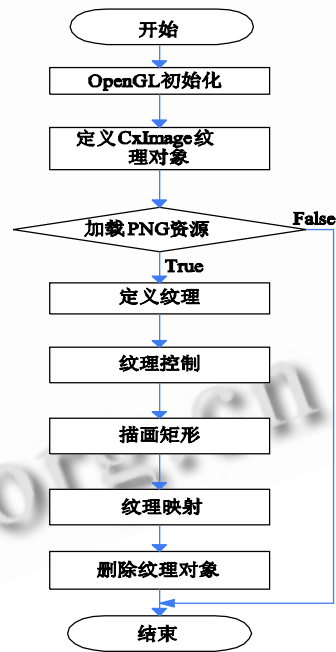 开始
OpenGL初始化
定义CxImage纹
理对象
加载PNG资源
False
True
定义纹理
纹理控制
描画矩形
纹理映射
删除纹理对象
结束
org.cn